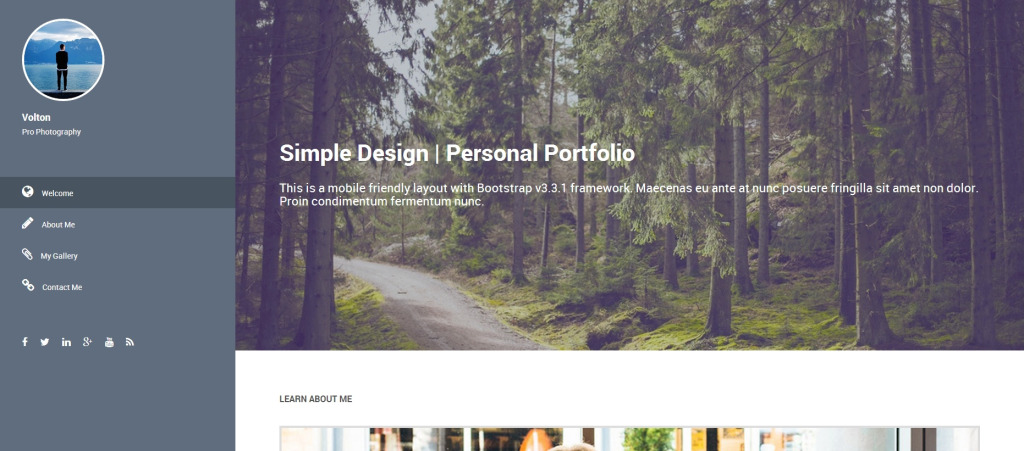 Volton
Pro Photography
Welcome
About Me
My Gallery
Contact Me
Simple Design | Personal Portfolio
This is a mobile friendly layout with Bootstrap v3.3.1 framework. Maecenas eu ante at nunc posuere fringilla sit amet non dolor.
Proin condimentum fermentum nunc.
LEARN ABOUT ME